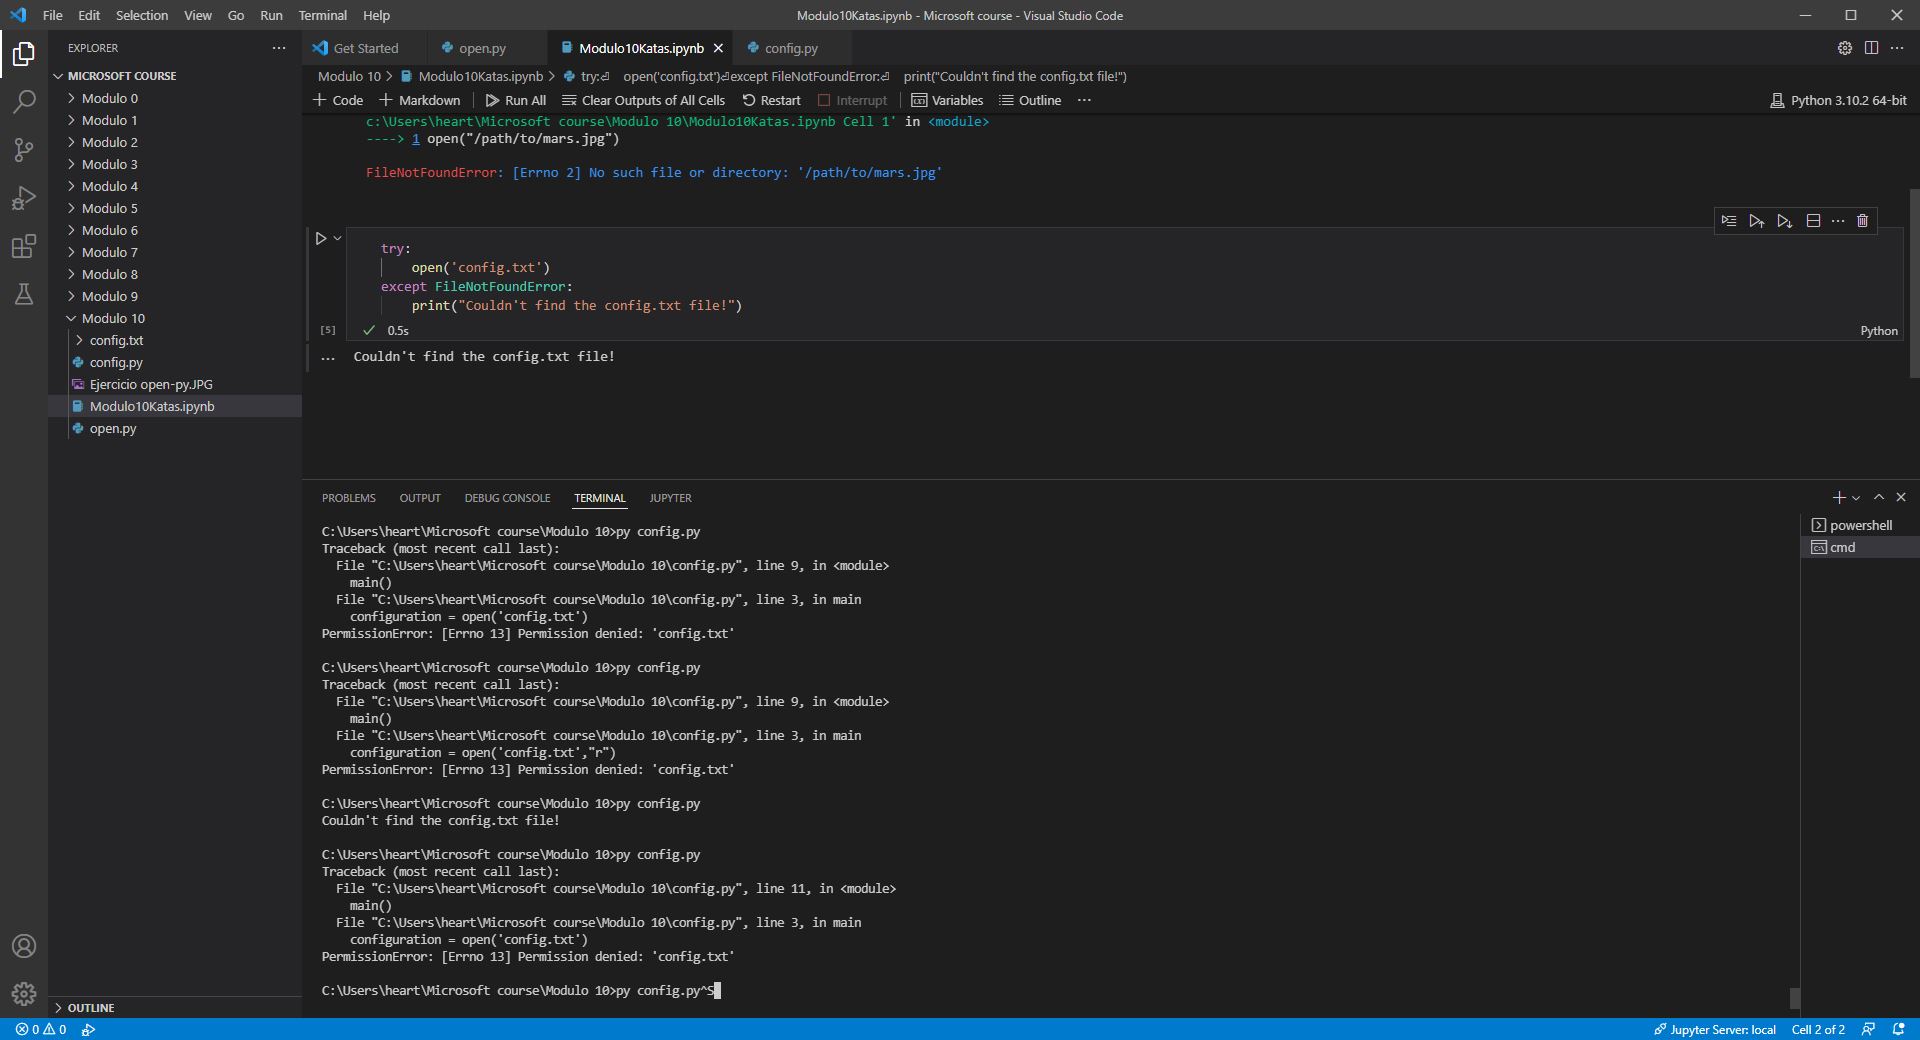 File Edit Selection View Go Run Terminal Help
Modulo10Katas.ipynb - Microsoft course - Visual Studio Code
EXPLORER
MICROSOFT COURSE
Modulo 0
Modulo 1
Modulo 2
Modulo 3
Modulo 4
Modulo 5
Modulo 6
Modulo 7
Modulo 8
Modulo 9
Modulo 10
config.txt
config.py
Ejercicio open-py.JPG
Modulo10Katas.ipynb
open.py
OUTLINE
Get Started open.py Modulo10Katas.ipynb config.py
Modulo 10 > Modulo10Katas.ipynb > try:⏎ open('config.txt')⏎except FileNotFoundError:⏎ print("Couldn't find the config.txt file!")
+ Code + Markdown Run All Clear Outputs of All Cells Restart Interrupt Variables Outline ···
Python 3.10.2 64-bit
c:\Users\heart\Microsoft course\Modulo 10\Modulo10Katas.ipynb Cell 1' in <module>
----> 1 open("/path/to/mars.jpg")
FileNotFoundError: [Errno 2] No such file or directory: '/path/to/mars.jpg'
try:
    open('config.txt')
except FileNotFoundError:
    print("Couldn't find the config.txt file!")
[5] 0.5s
Python
Couldn't find the config.txt file!
PROBLEMS OUTPUT DEBUG CONSOLE TERMINAL JUPYTER
powershell
cmd
C:\Users\heart\Microsoft course\Modulo 10>py config.py
Traceback (most recent call last):
  File "C:\Users\heart\Microsoft course\Modulo 10\config.py", line 9, in <module>
    main()
  File "C:\Users\heart\Microsoft course\Modulo 10\config.py", line 3, in main
    configuration = open('config.txt')
PermissionError: [Errno 13] Permission denied: 'config.txt'
C:\Users\heart\Microsoft course\Modulo 10>py config.py
Traceback (most recent call last):
  File "C:\Users\heart\Microsoft course\Modulo 10\config.py", line 9, in <module>
    main()
  File "C:\Users\heart\Microsoft course\Modulo 10\config.py", line 3, in main
    configuration = open('config.txt',"r")
PermissionError: [Errno 13] Permission denied: 'config.txt'
C:\Users\heart\Microsoft course\Modulo 10>py config.py
Couldn't find the config.txt file!
C:\Users\heart\Microsoft course\Modulo 10>py config.py
Traceback (most recent call last):
  File "C:\Users\heart\Microsoft course\Modulo 10\config.py", line 11, in <module>
    main()
  File "C:\Users\heart\Microsoft course\Modulo 10\config.py", line 3, in main
    configuration = open('config.txt')
PermissionError: [Errno 13] Permission denied: 'config.txt'
C:\Users\heart\Microsoft course\Modulo 10>py config.py^S
0 0
Jupyter Server: local Cell 2 of 2